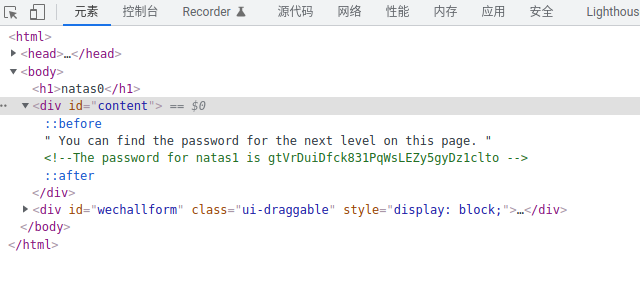 元素 控制台 Recorder 源代码 网络 性能 内存 应用 安全 Lighthous
<html>
<head>…</head>
<body>
<h1>natas0</h1>
<div id="content"> == $0
::before
" You can find the password for the next level on this page. "
<!--The password for natas1 is gtVrDuiDfck831PqWsLEZy5gyDz1clto -->
::after
</div>
<div id="wechallform" class="ui-draggable" style="display: block;">…</div>
</body>
</html>